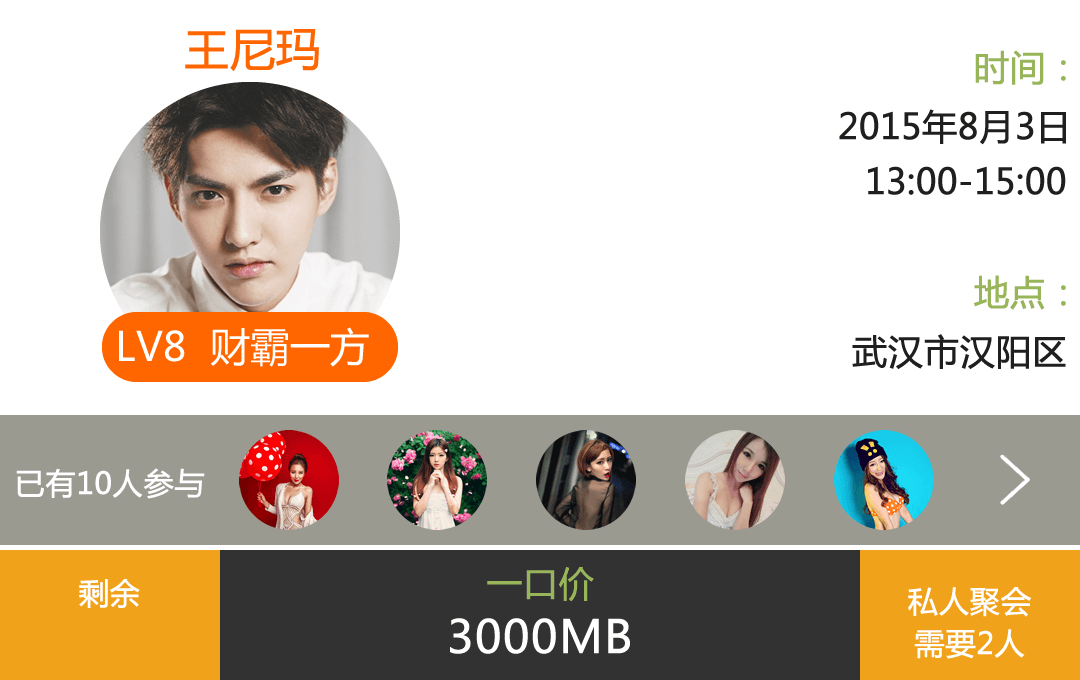 王尼玛
LV8 财霸一方
时间：
2015年8月3日
13:00-15:00
地点：
武汉市汉阳区
已有10人参与
剩余
一口价
3000MB
私人聚会
需要2人